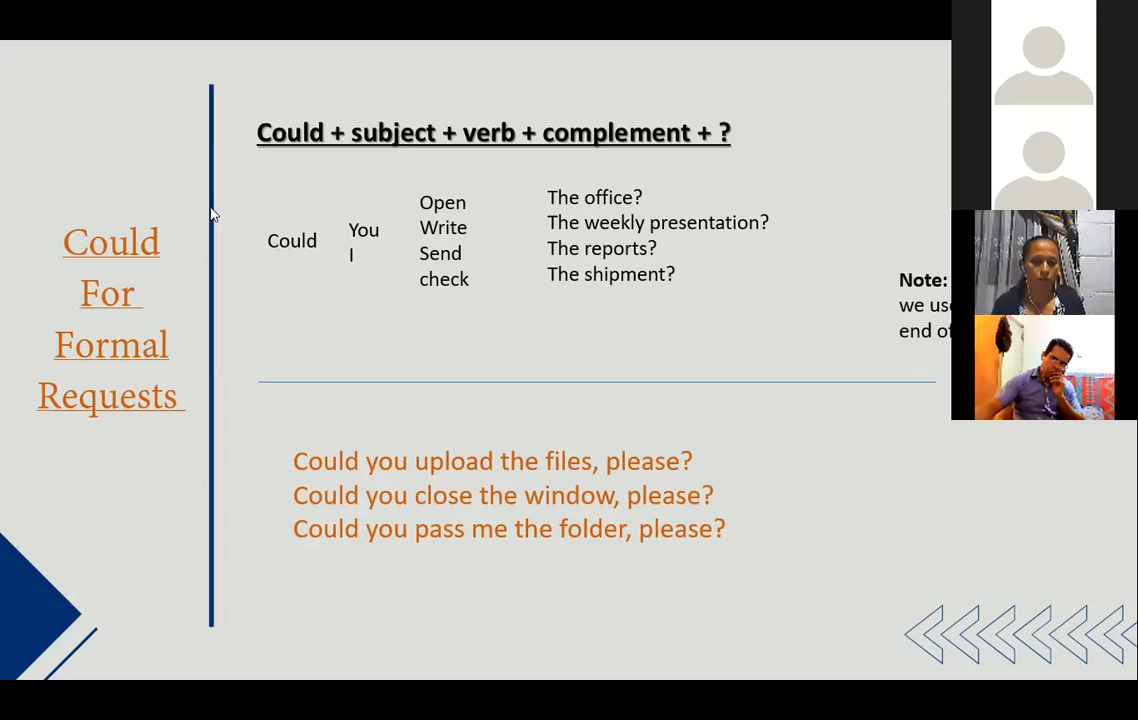 Could
For
Formal
Requests
Could + subject + verb + complement + ?
Could
You
I
Open
Write
Send
check
The office?
The weekly presentation?
The reports?
The shipment?
Note:
we
end
Could you upload the files, please?
Could you close the window, please?
Could you pass me the folder, please?